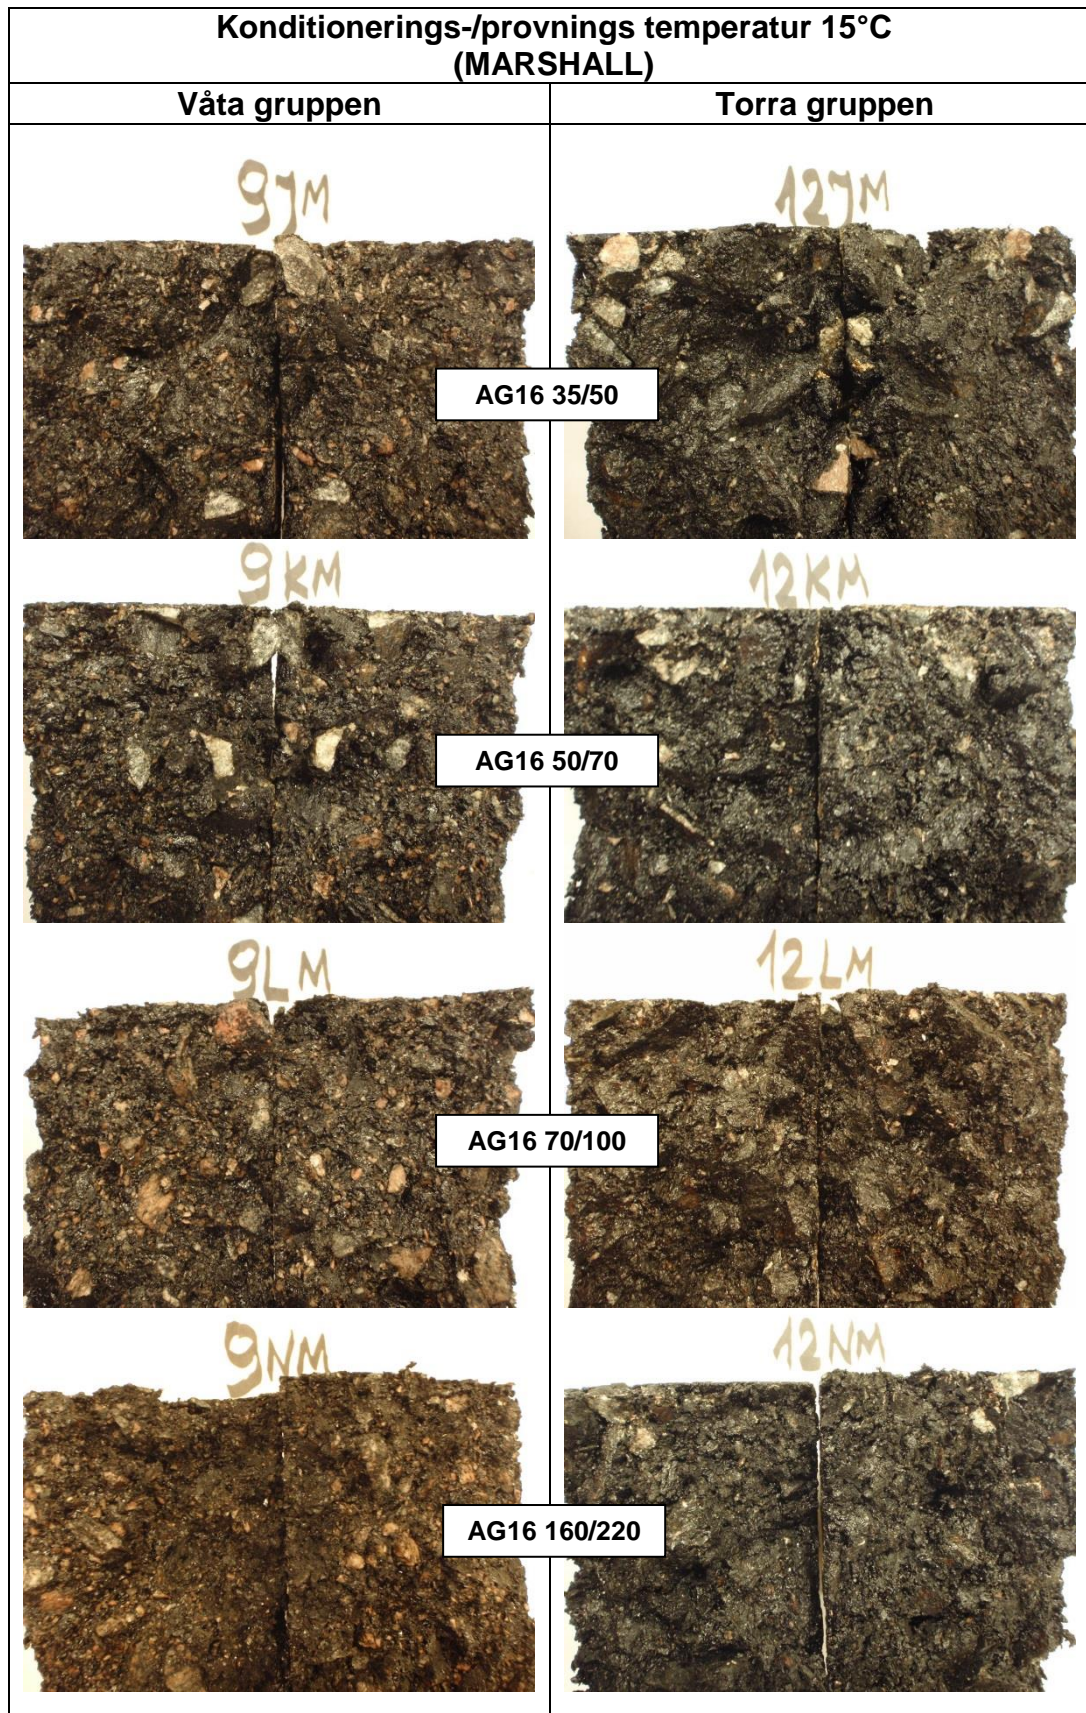 Konditionerings-/provnings temperatur 15°C
(MARSHALL)
Våta gruppen
Torra gruppen
9JM
12JM
AG16 35/50
9KM
12KM
AG16 50/70
9LM
12LM
AG16 70/100
9NM
12NM
AG16 160/220